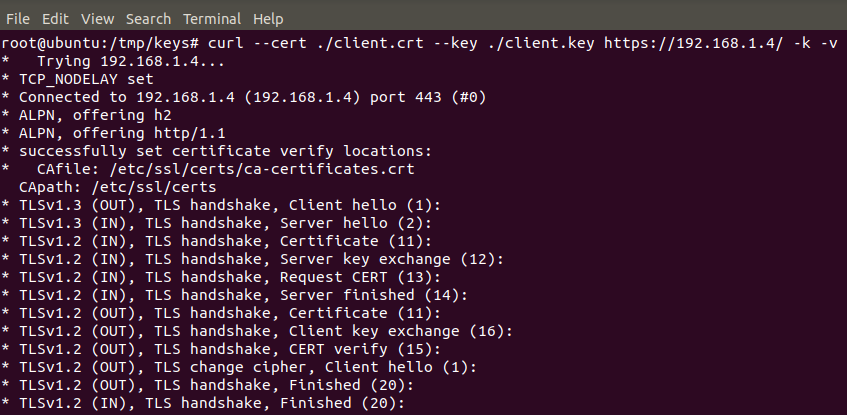 File Edit View Search Terminal Help
root@ubuntu:/tmp/keys# curl --cert ./client.crt --key ./client.key https://192.168.1.4/ -k -v
*   Trying 192.168.1.4...
* TCP_NODELAY set
* Connected to 192.168.1.4 (192.168.1.4) port 443 (#0)
* ALPN, offering h2
* ALPN, offering http/1.1
* successfully set certificate verify locations:
*   CAfile: /etc/ssl/certs/ca-certificates.crt
  CApath: /etc/ssl/certs
* TLSv1.3 (OUT), TLS handshake, Client hello (1):
* TLSv1.3 (IN), TLS handshake, Server hello (2):
* TLSv1.2 (IN), TLS handshake, Certificate (11):
* TLSv1.2 (IN), TLS handshake, Server key exchange (12):
* TLSv1.2 (IN), TLS handshake, Request CERT (13):
* TLSv1.2 (IN), TLS handshake, Server finished (14):
* TLSv1.2 (OUT), TLS handshake, Certificate (11):
* TLSv1.2 (OUT), TLS handshake, Client key exchange (16):
* TLSv1.2 (OUT), TLS handshake, CERT verify (15):
* TLSv1.2 (OUT), TLS change cipher, Client hello (1):
* TLSv1.2 (OUT), TLS handshake, Finished (20):
* TLSv1.2 (IN), TLS handshake, Finished (20):